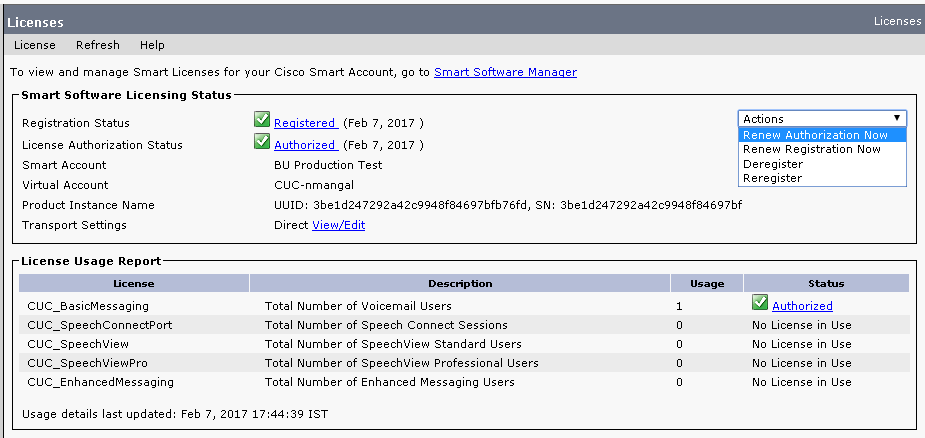 Licenses Licenses
License Refresh Help
To view and manage Smart Licenses for your Cisco Smart Account, go to Smart Software Manager
Smart Software Licensing Status
Registration Status Registered (Feb 7, 2017 )
License Authorization Status Authorized (Feb 7, 2017 )
Smart Account BU Production Test
Virtual Account CUC-nmangal
Product Instance Name UUID: 3be1d247292a42c9948f84697bfb76fd, SN: 3be1d247292a42c9948f84697bf
Transport Settings Direct View/Edit
Actions
Renew Authorization Now
Renew Registration Now
Deregister
Reregister
License Usage Report
License Description Usage Status
CUC_BasicMessaging Total Number of Voicemail Users 1 Authorized
CUC_SpeechConnectPort Total Number of Speech Connect Sessions 0 No License in Use
CUC_SpeechView Total Number of SpeechView Standard Users 0 No License in Use
CUC_SpeechViewPro Total Number of SpeechView Professional Users 0 No License in Use
CUC_EnhancedMessaging Total Number of Enhanced Messaging Users 0 No License in Use
Usage details last updated: Feb 7, 2017 17:44:39 IST